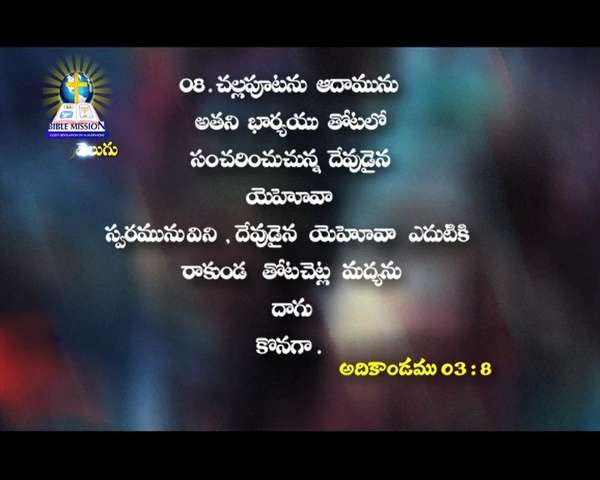 08.చల్లపూటను ఆదామును
అతని భార్యయు తోటలో
సంచరించుచున్న దేవుడైన
యెహోవా
స్వరమునువిని , దేవుడైన యెహోవా ఎదుటికి
రాకుండ తోటచెట్ల మధ్యను
దాగు
కొనగా.
అదికాండము 03 : 8
BIBLE MISSION
తెలుగు